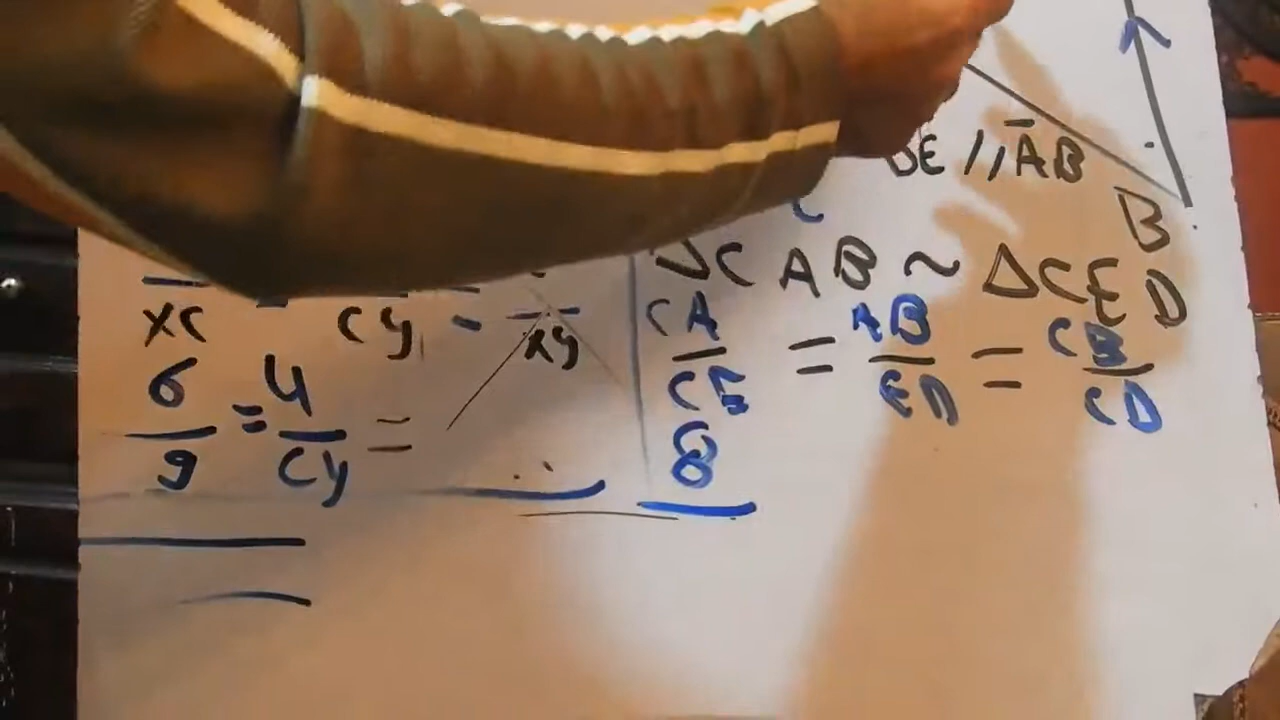 DE // AB
B
ΔCAB ~ ΔCED
CA/CE = AB/ED = CB/CD
8
XC CY = XY
6/9 = 4/CY =